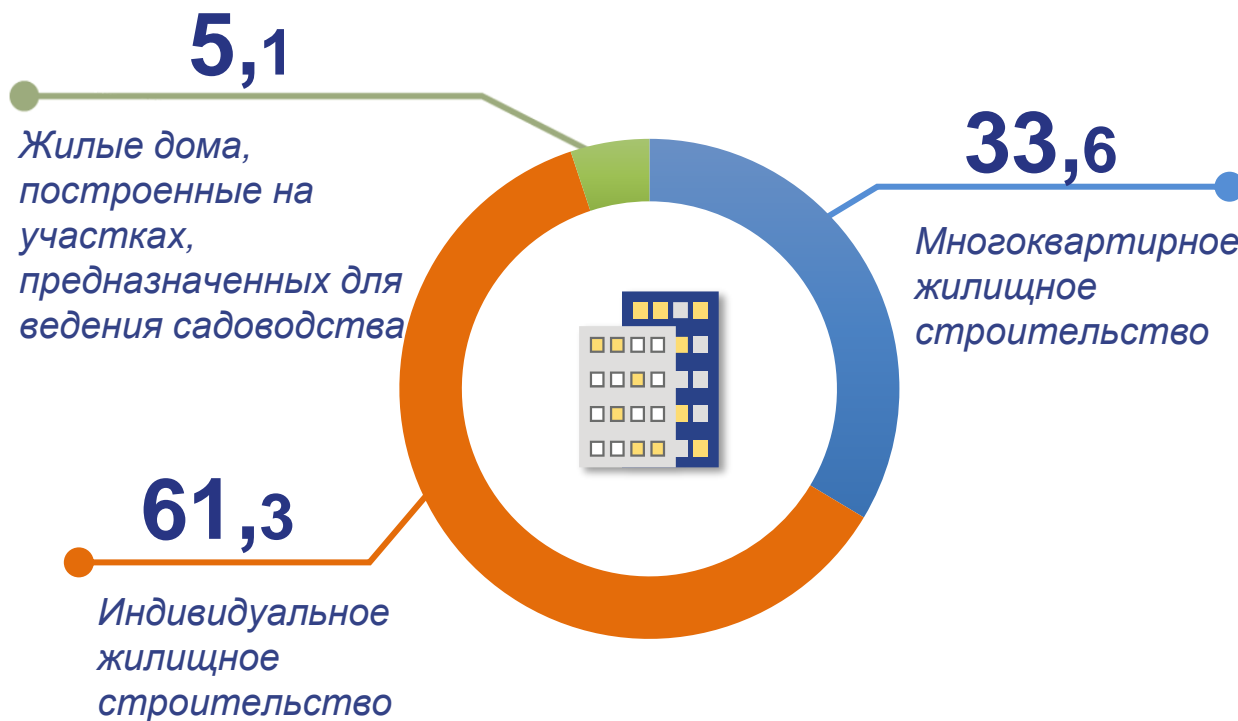 5,1
Жилые дома,
построенные на
участках,
предназначенных для
ведения садоводства
33,6
Многоквартирное
жилищное
строительство
61,3
Индивидуальное
жилищное
строительство